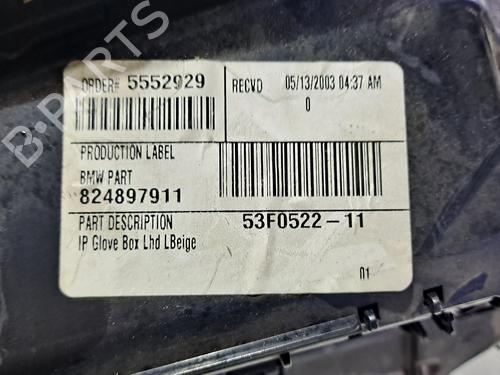 ORDER# 5552929
RECVD 05/13/2003 04:37 AM
0
PRODUCTION LABEL
BMW PART
824897911
PART DESCRIPTION
53F0522-11
IP Glove Box Lhd LBeige
01
B-PARTS